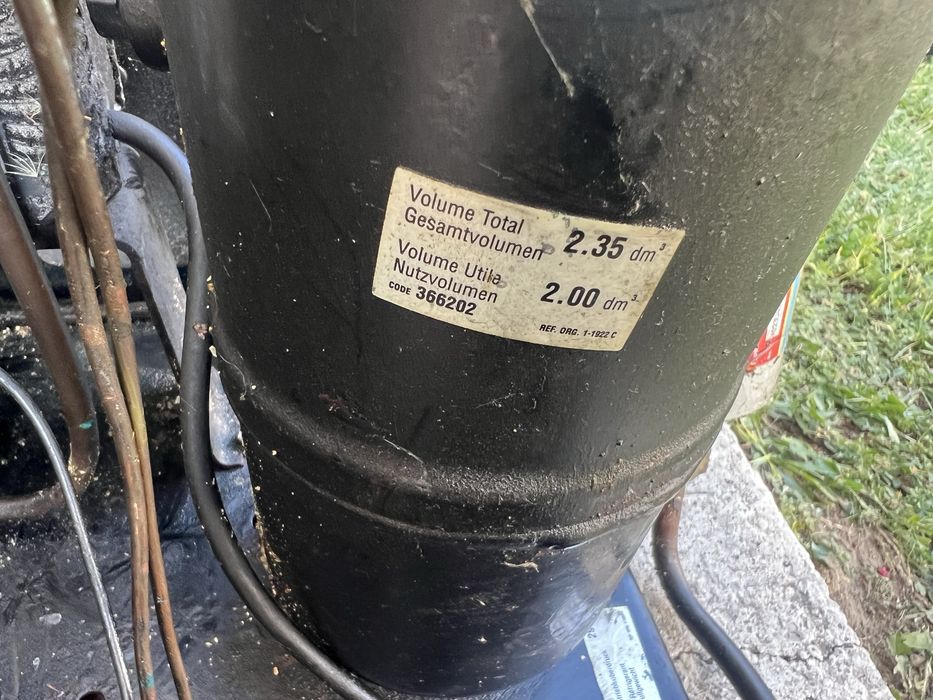 Volume Total
Gesamtvolumen 2.35 dm³
Volume Utile
Nutzvolumen 2.00 dm³
CODE 366202
REF. ORG. 1-1922 C